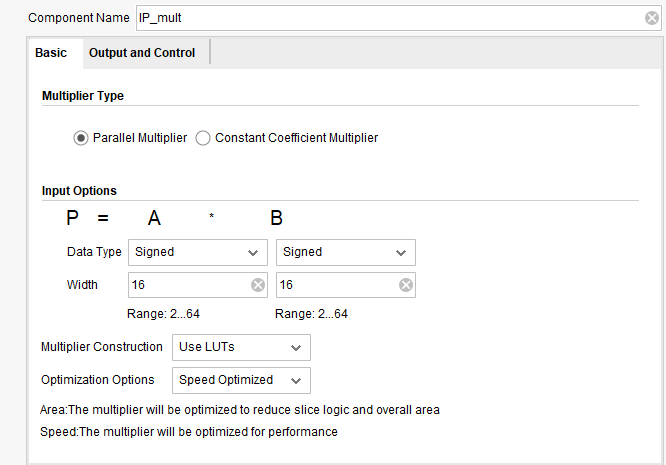 Component Name IP_mult
Basic Output and Control
Multiplier Type
Parallel Multiplier Constant Coefficient Multiplier
Input Options
P = A * B
Data Type Signed Signed
Width 16 16
Range: 2...64 Range: 2...64
Multiplier Construction Use LUTs
Optimization Options Speed Optimized
Area:The multiplier will be optimized to reduce slice logic and overall area
Speed:The multiplier will be optimized for performance